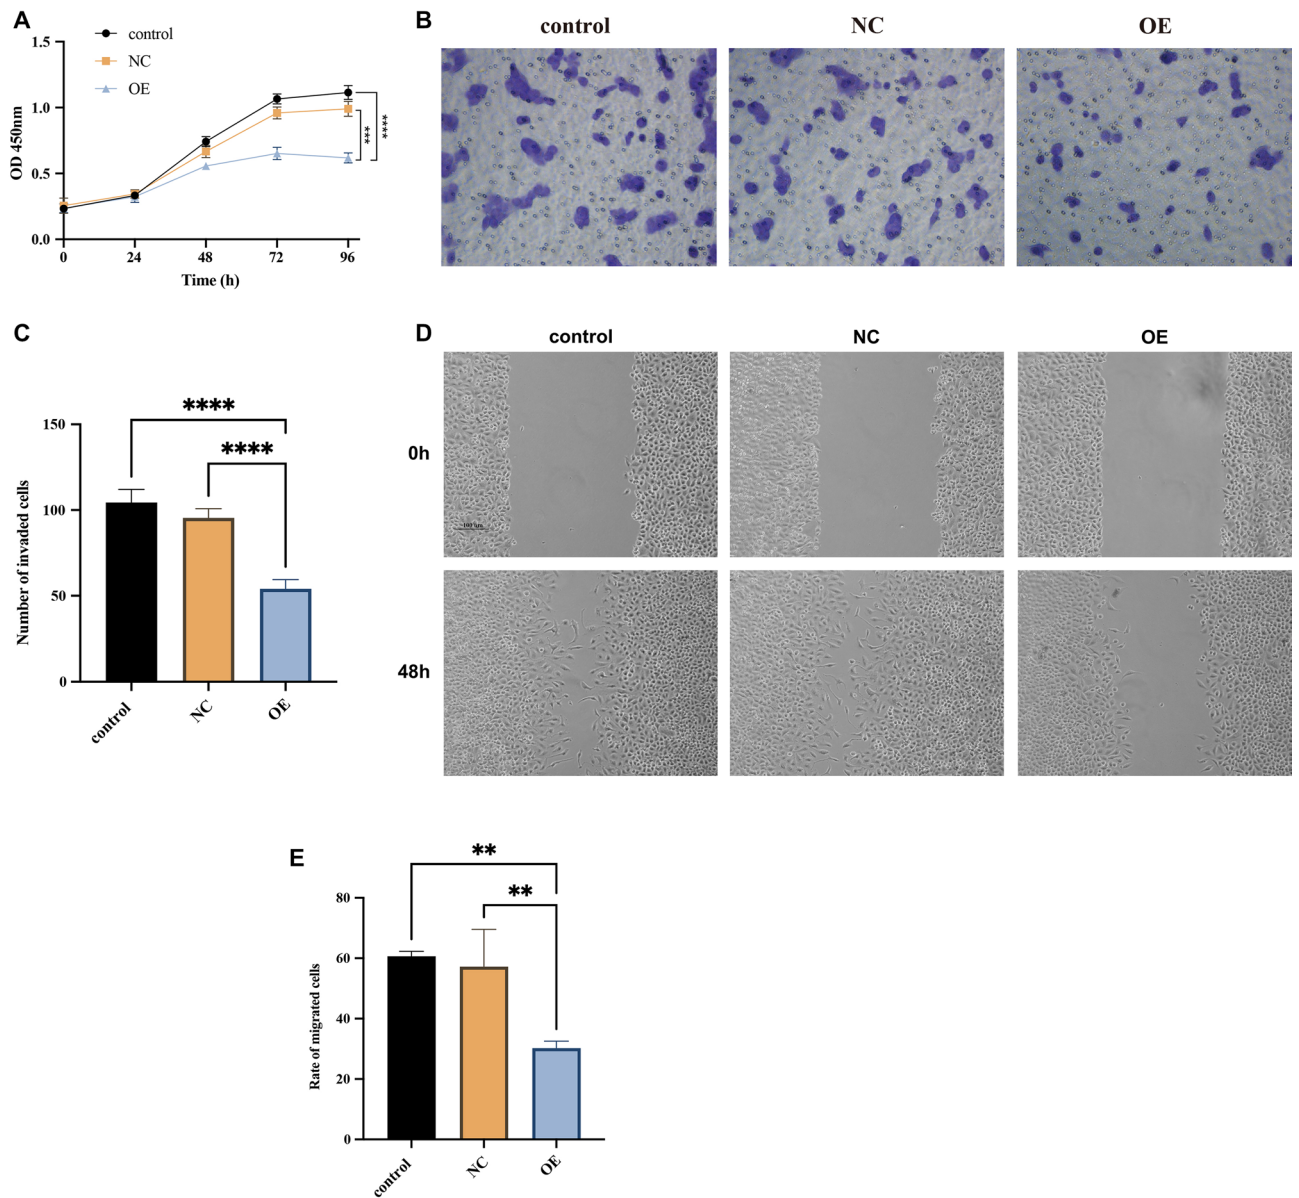 A
control
NC
OE
1.5
1.0
0.5
0.0
OD 450nm
0
24
48
72
96
Time (h)
***
****
B
control
NC
OE
C
****
****
150
100
50
0
Number of invaded cells
control
NC
OE
D
control
NC
OE
0h
100 um
48h
E
**
**
80
60
40
20
0
Rate of migrated cells
control
NC
OE